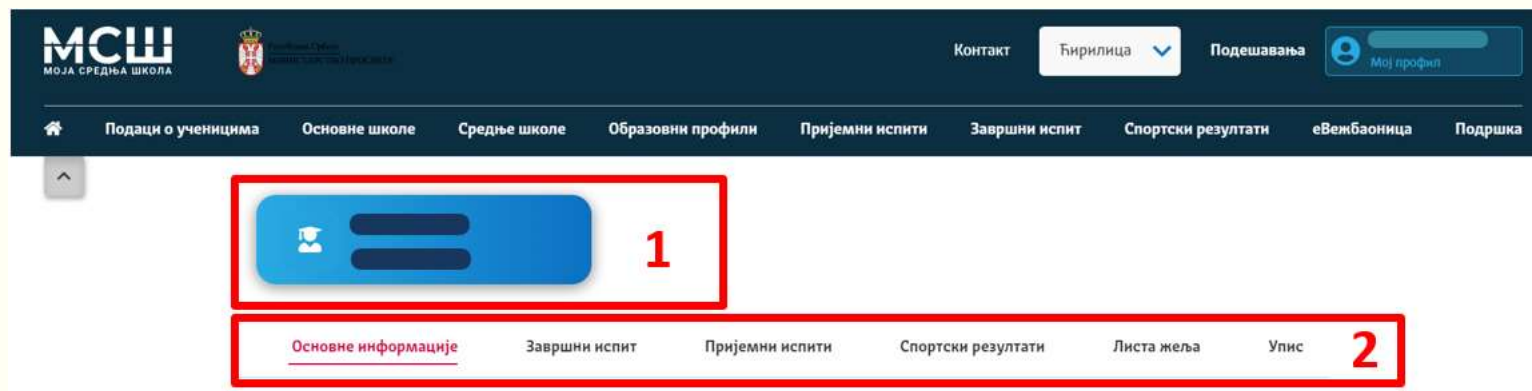 МСШ
МОЈА СРЕДЊА ШКОЛА
Контакт
Ћирилица
Подешавања
Мој профил
Подаци о ученицима
Основне школе
Средње школе
Образовни профили
Пријемни испити
Завршни испит
Спортски резултати
еВежбаоница
Подршка
1
Основне информације
Завршни испит
Пријемни испити
Спортски резултати
Листа жеља
Упис
2